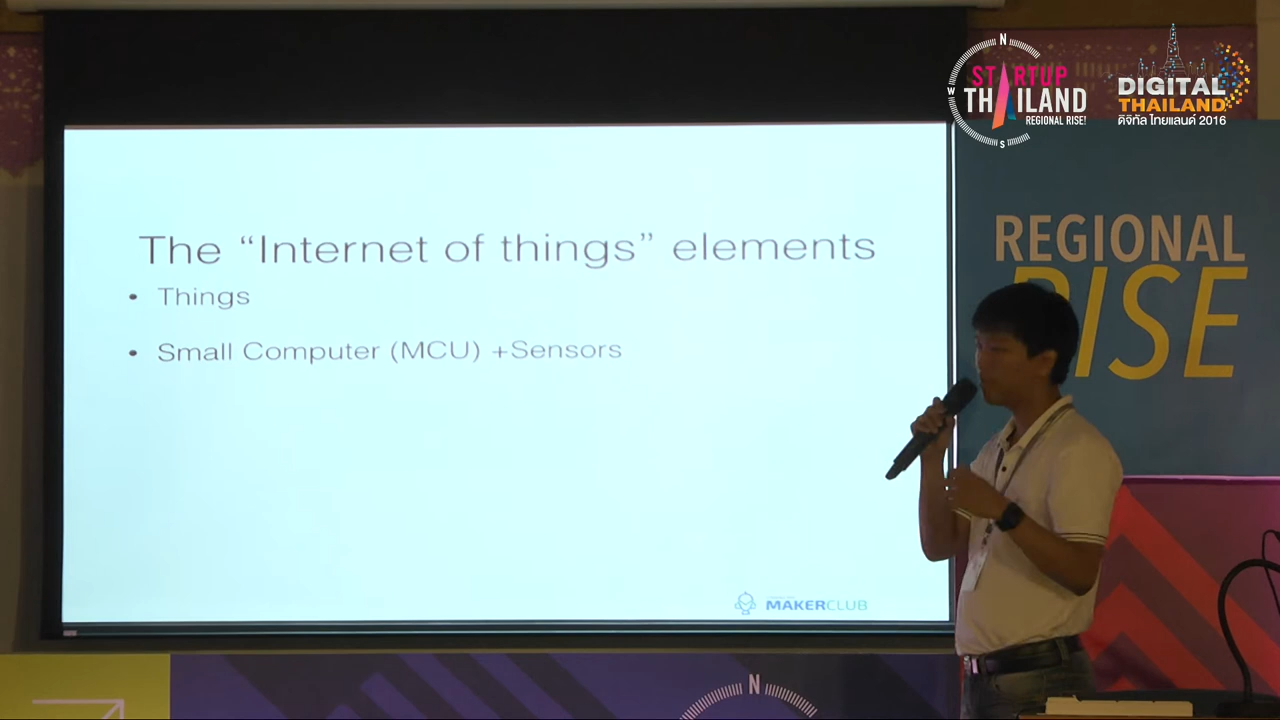 N
W
S
STARTUP
THAILAND
REGIONAL RISE!
DIGITAL
THAILAND
ดิจิทัล ไทยแลนด์ 2016
The “Internet of things” elements
• Things
• Small Computer (MCU) +Sensors
MAKERCLUB
REGIONAL
RISE
N